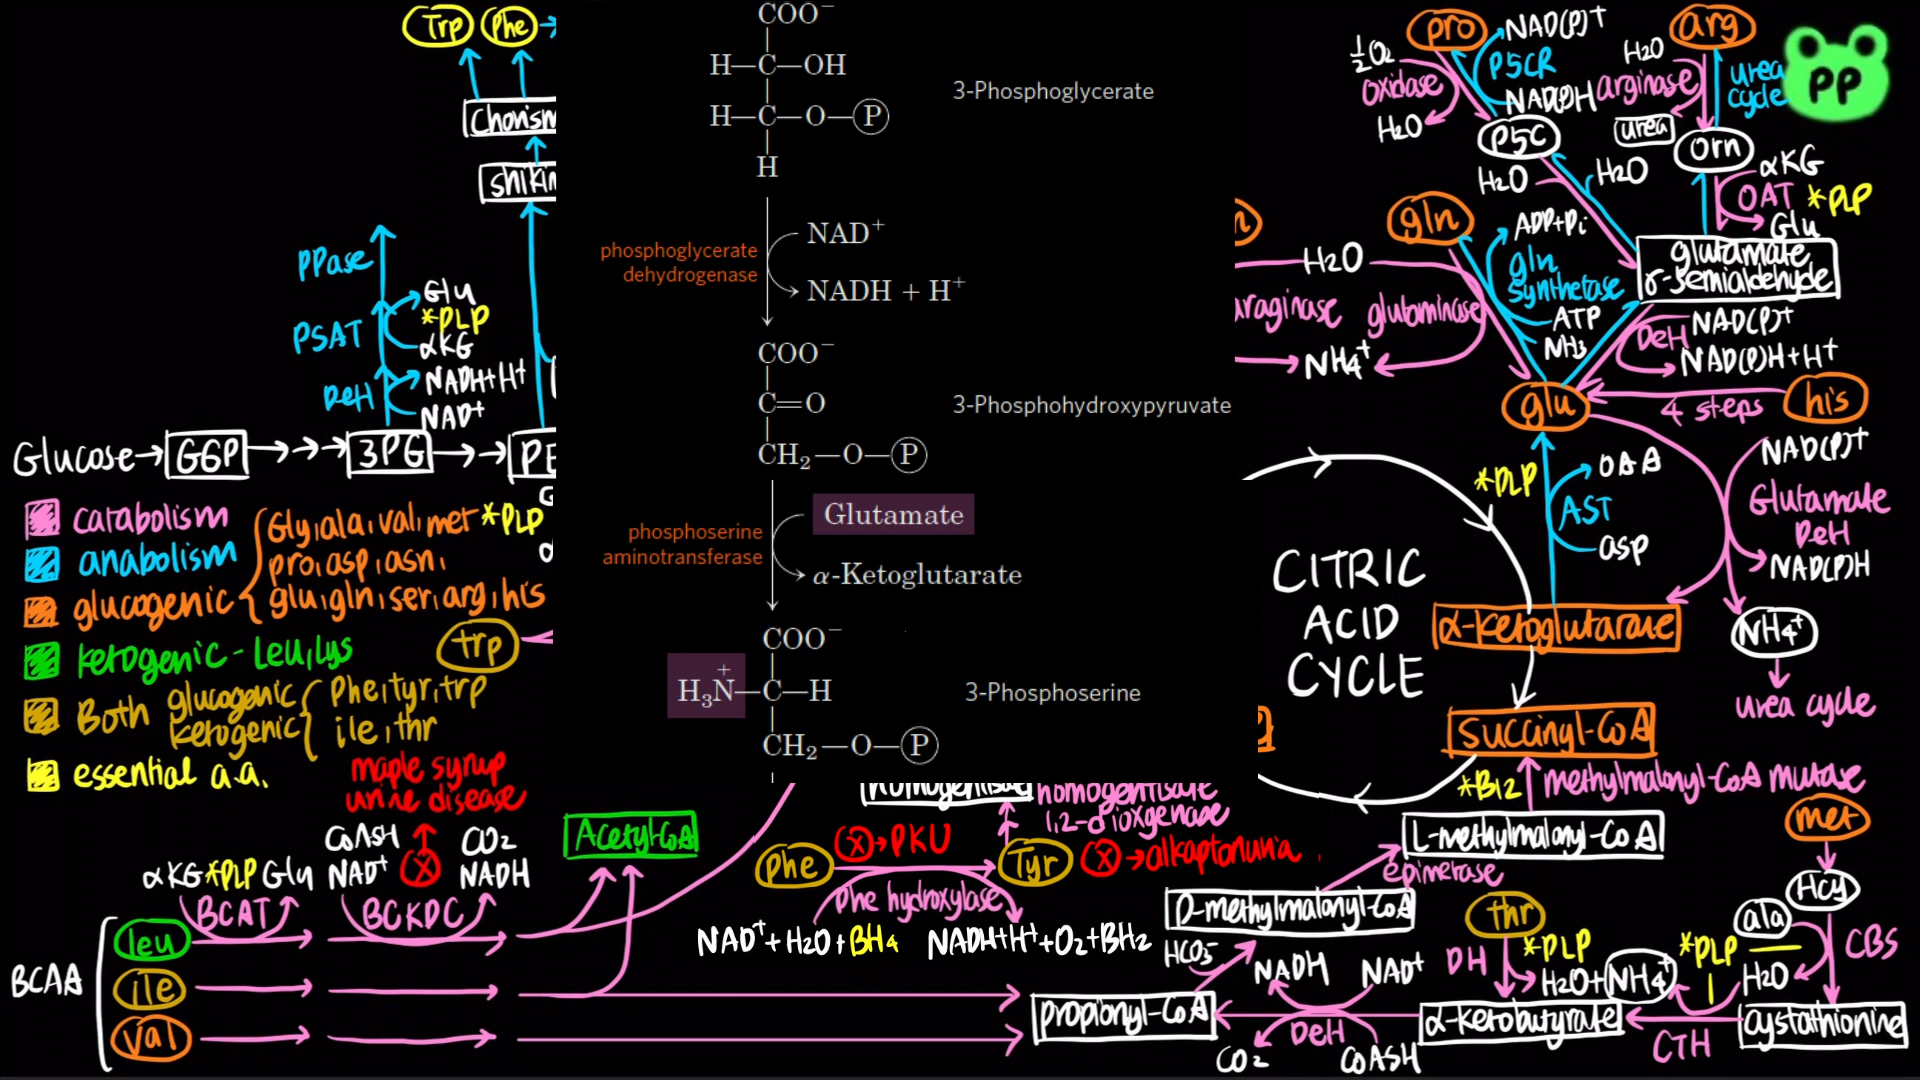 Trp Phe
Chorism
shikim
PPase
Glu
*PLP
PSAT
αKG
NADH+H⁺
DeH
NAD⁺
Glucose→ G6P →→→ 3PG →→ PE
catabolism
anabolism
glucogenic { Gly, ala, val, met
pro, asp, asn,
glu, gln, ser, arg, his
*PLP
ketogenic - Leu, Lys
trp
Both glucogenic ketogenic { Phe, tyr, trp
ile, thr
essential a.a.
maple syrup
urine disease
COO⁻
H—C—OH
H—C—O—Ⓟ
H
3-Phosphoglycerate
phosphoglycerate
dehydrogenase
NAD⁺
NADH + H⁺
COO⁻
C=O
CH₂—O—Ⓟ
3-Phosphohydroxypyruvate
phosphoserine
aminotransferase
Glutamate
α-Ketoglutarate
COO⁻
H₃N⁺—C—H
CH₂—O—Ⓟ
3-Phosphoserine
pro
NAD(P)⁺
½O₂
P5CR
oxidase
NAD(P)H
H₂O
P5C
arg
H₂O
arginase
urea
cycle
urea
orn
PP
H₂O
H₂O
αKG
OAT *PLP
Glu
gln
ADP+Pi
gln
synthetase
ATP
NH₃
glutamate
γ-semialdehyde
H₂O
raginase
glutaminase
NH₄⁺
DeH
NAD(P)⁺
NAD(P)H+H⁺
glu
4 steps
his
*PLP
OAA
AST
asp
NAD(P)⁺
Glutamate
DeH
NAD(P)H
NH₄⁺
urea cycle
CITRIC
ACID
CYCLE
α-ketoglutarate
Succinyl-CoA
*B12
methylmalonyl-CoA mutase
L-methylmalonyl-CoA
epimerase
D-methylmalonyl-CoA
HCO₃⁻
met
Hcy
ala
CBS
H₂O
*PLP
cystathionine
CTH
thr
DH
*PLP
H₂O+NH₄⁺
α-ketobutyrate
NADH NAD⁺
DeH
CO₂ CoASH
propionyl-CoA
homogentisate
homogentisate
1,2-dioxgenase
Acetyl-CoA
Phe
ⓧ→PKU
Tyr
ⓧ→alkaptonuria
Phe hydroxylase
NAD⁺+H₂O+BH₄ NADH+H⁺+O₂+BH₂
αKG *PLP Glu
CoASH
NAD⁺
ⓧ
CO₂
NADH
BCAT
BCKDC
BCAA
leu
ile
val